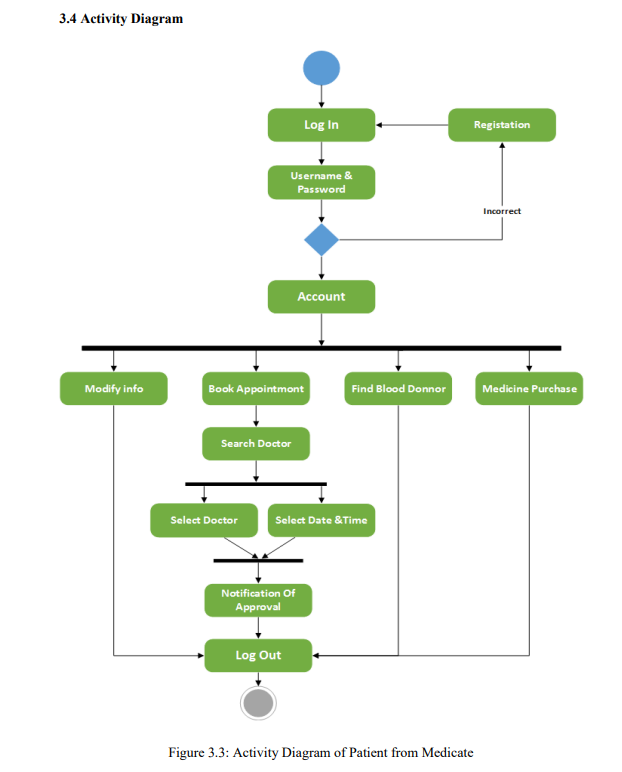 3.4 Activity Diagram
Log In
Registation
Username &
Password
Incorrect
Account
Modify info
Book Appointment
Find Blood Donnor
Medicine Purchase
Search Doctor
Select Doctor
Select Date &Time
Notification Of
Approval
Log Out
Figure 3.3: Activity Diagram of Patient from Medicate